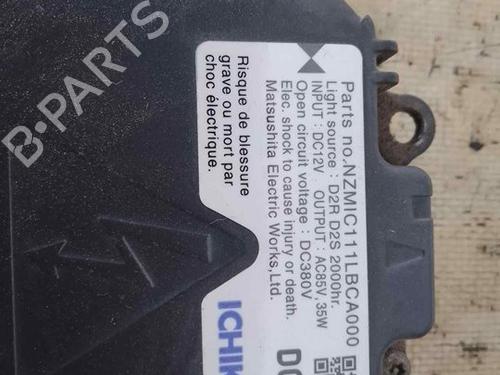 B-PARTS
Parts no.NZMIC111LBCA000
Light source : D2R D2S 2000hr.
INPUT : DC12V OUTPUT : AC85V, 35W
Open circuit voltage : DC380V
Elec. shock to cause injury or death.
Matsushita Electric Works,Ltd.
Risque de blessure
grave ou mort par
choc électrique.